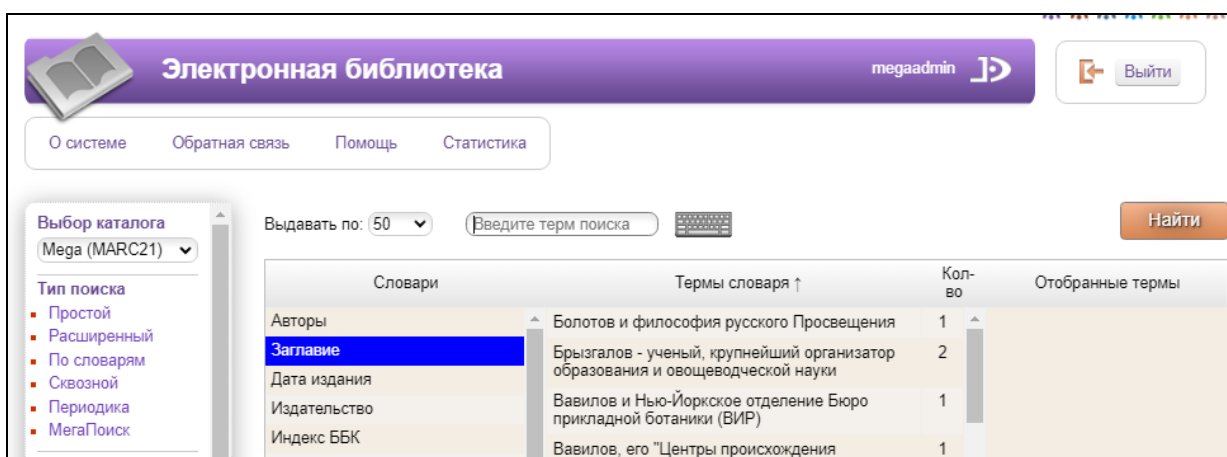 Электронная библиотека
megaadmin
Выйти
О системе Обратная связь Помощь Статистика
Выбор каталога
Mega (MARC21)
Тип поиска
Простой
Расширенный
По словарям
Сквозной
Периодика
МегаПоиск
Выдавать по: 50 Введите терм поиска Найти
Словари Термы словаря ↑ Кол-
во Отобранные термы
Авторы
Заглавие
Дата издания
Издательство
Индекс ББК
Болотов и философия русского Просвещения 1
Брызгалов - ученый, крупнейший организатор 2
образования и овощеводческой науки
Вавилов и Нью-Йоркское отделение Бюро 1
прикладной ботаники (ВИР)
Вавилов, его "Центры происхождения 1